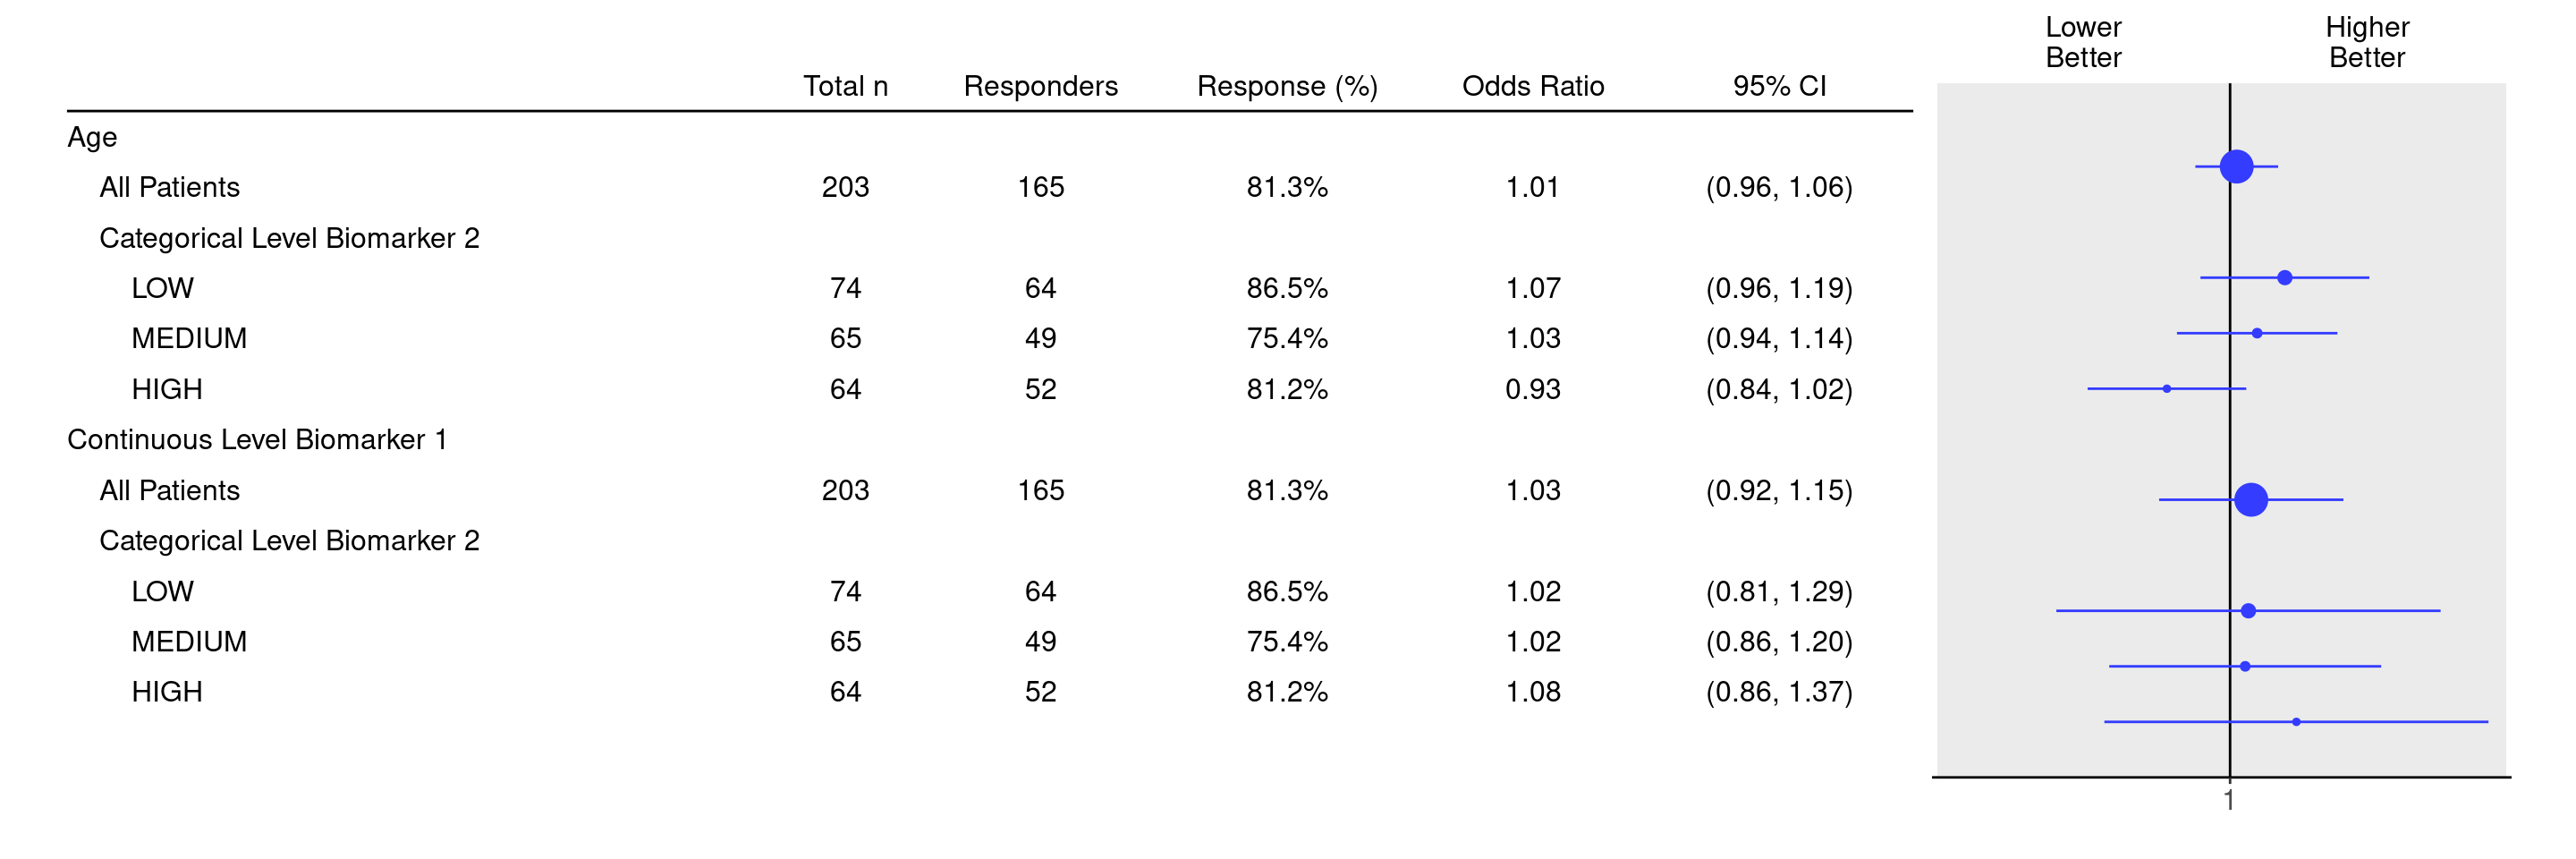 Lower Higher
Better Better
Total n Responders Response (%) Odds Ratio 95% CI
Age
All Patients 203 165 81.3% 1.01 (0.96, 1.06)
Categorical Level Biomarker 2
LOW 74 64 86.5% 1.07 (0.96, 1.19)
MEDIUM 65 49 75.4% 1.03 (0.94, 1.14)
HIGH 64 52 81.2% 0.93 (0.84, 1.02)
Continuous Level Biomarker 1
All Patients 203 165 81.3% 1.03 (0.92, 1.15)
Categorical Level Biomarker 2
LOW 74 64 86.5% 1.02 (0.81, 1.29)
MEDIUM 65 49 75.4% 1.02 (0.86, 1.20)
HIGH 64 52 81.2% 1.08 (0.86, 1.37)
1